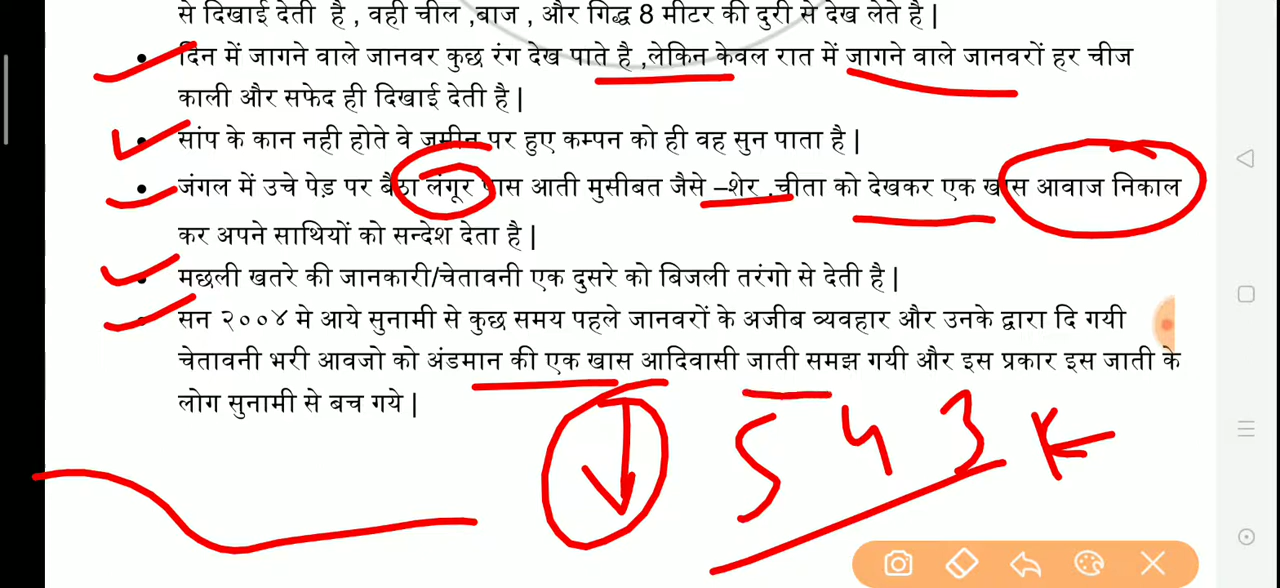 से दिखाई देती है , वही चील ,बाज , और गिद्ध 8 मीटर की दुरी से देख लेते है |
• दिन में जागने वाले जानवर कुछ रंग देख पाते है ,लेकिन केवल रात में जागने वाले जानवरों हर चीज
काली और सफेद ही दिखाई देती है |
• सांप के कान नही होते वे जमीन पर हुए कम्पन को ही वह सुन पाता है |
• जंगल में उचे पेड़ पर बैठा लंगूर पास आती मुसीबत जैसे –शेर ,चीता को देखकर एक खास आवाज निकाल
कर अपने साथियों को सन्देश देता है |
• मछली खतरे की जानकारी/चेतावनी एक दुसरे को बिजली तरंगो से देती है |
• सन २००४ मे आये सुनामी से कुछ समय पहले जानवरों के अजीब व्यवहार और उनके द्वारा दि गयी
चेतावनी भरी आवजो को अंडमान की एक खास आदिवासी जाती समझ गयी और इस प्रकार इस जाती के
लोग सुनामी से बच गये |
543